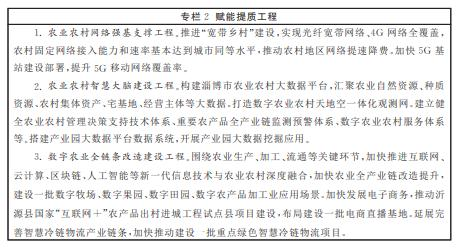 专栏 2 赋能提质工程
1. 农业农村网络强基支撑工程。推进“宽带乡村”建设，实现光纤宽带网络、4G 网络全覆盖，
农村固定网络接入能力和速率基本达到城市同等水平，推动农村地区网络提速降费。加快 5G 基
站建设部署，提升 5G 移动网络覆盖率。
2. 农业农村智慧大脑建设工程。构建淄博市农业农村大数据平台，汇聚农业自然资源、种质
资源、农村集体资产、宅基地、经营主体等大数据。打造数字农业农村天地空一体化观测网。建立健
全农业农村管理决策支持技术体系、重要农产品全产业链监测预警体系、数字农业农村服务体系
等。搭建产业园大数据平台数据系统，开展产业园大数据挖掘应用。
3. 数字农业全链条改造建设工程。围绕农业生产、加工、流通等关键环节，加快推进互联网、
云计算、区块链、人工智能等新一代信息技术与农业农村深度融合，加快农业全产业链改造提升，
建设一批数字牧场、数字果园、数字田园、数字农产品加工业应用场景。加快发展电子商务，推动沂
源县国家“互联网＋”农产品出村进城工程试点县项目建设，布局建设一批电商直播基地。延展完
善智慧冷链物流产业链条，加快推动建设一批重点绿色智慧冷链物流项目。